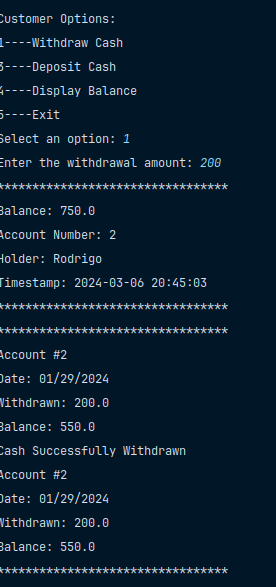 Customer Options:
1----Withdraw Cash
3----Deposit Cash
4----Display Balance
5----Exit
Select an option: 1
Enter the withdrawal amount: 200
**********************************
Balance: 750.0
Account Number: 2
Holder: Rodrigo
Timestamp: 2024-03-06 20:45:03
**********************************
**********************************
Account #2
Date: 01/29/2024
Withdrawn: 200.0
Balance: 550.0
Cash Successfully Withdrawn
Account #2
Date: 01/29/2024
Withdrawn: 200.0
Balance: 550.0
**********************************